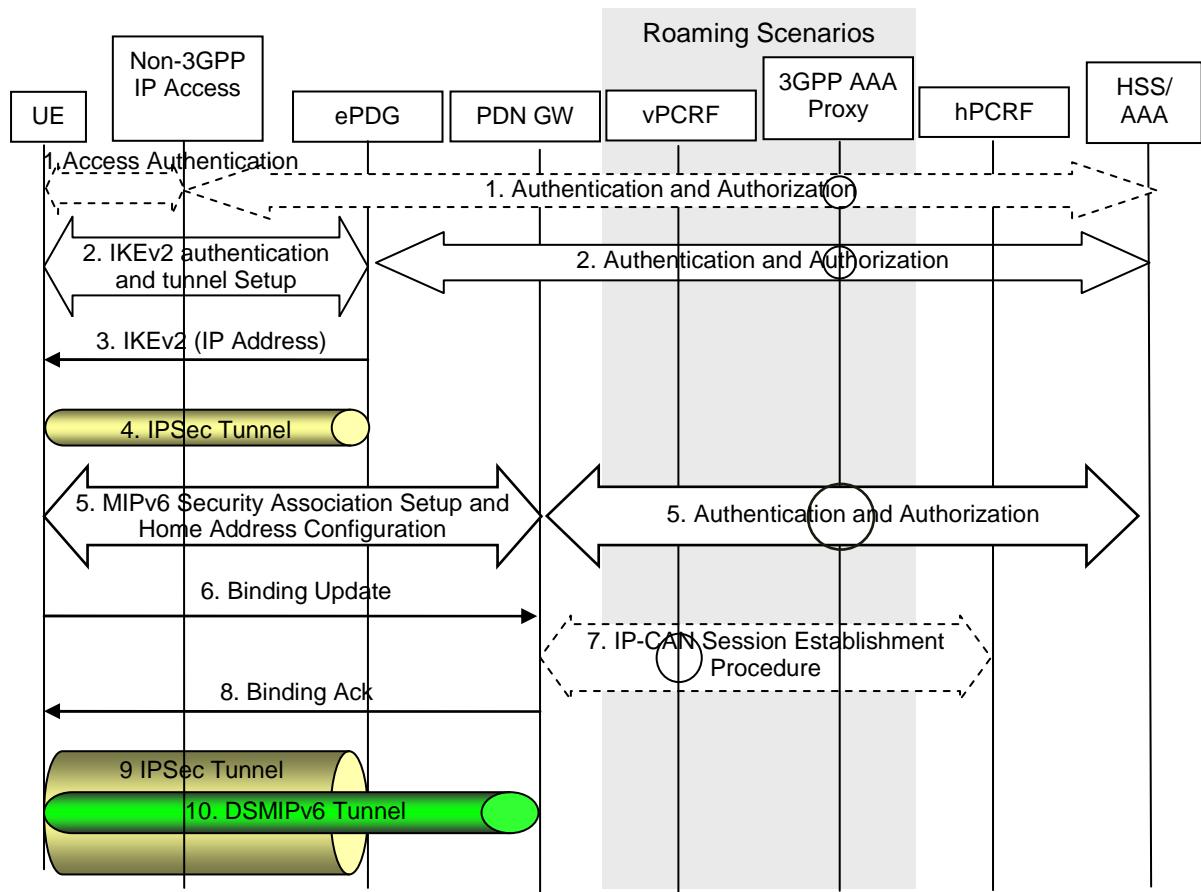 Roaming Scenarios
Non-3GPP
IP Access
3GPP AAA
Proxy
HSS/
AAA
UE
ePDG
PDN GW
vPCRF
hPCRF
1.Access Authentication
1. Authentication and Authorization
2. IKEv2 authentication
and tunnel Setup
2. Authentication and Authorization
3. IKEv2 (IP Address)
4. IPSec Tunnel
5. MIPv6 Security Association Setup and
Home Address Configuration
5. Authentication and Authorization
6. Binding Update
7. IP-CAN Session Establishment
Procedure
8. Binding Ack
9 IPSec Tunnel
10. DSMIPv6 Tunnel